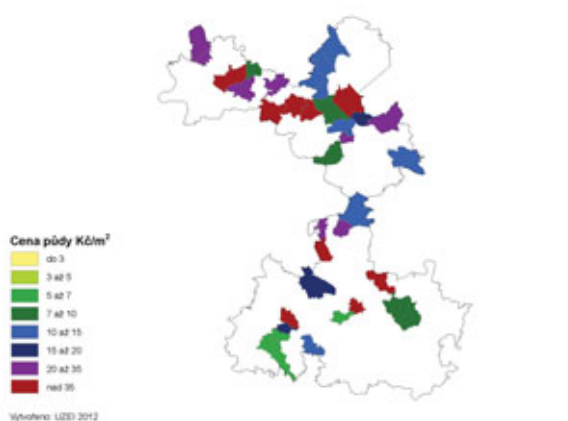 Cena půdy Kč/m²
do 3
3 až 5
5 až 7
7 až 10
10 až 15
15 až 20
20 až 35
nad 35
Vytvořeno: ÚZEI 2012